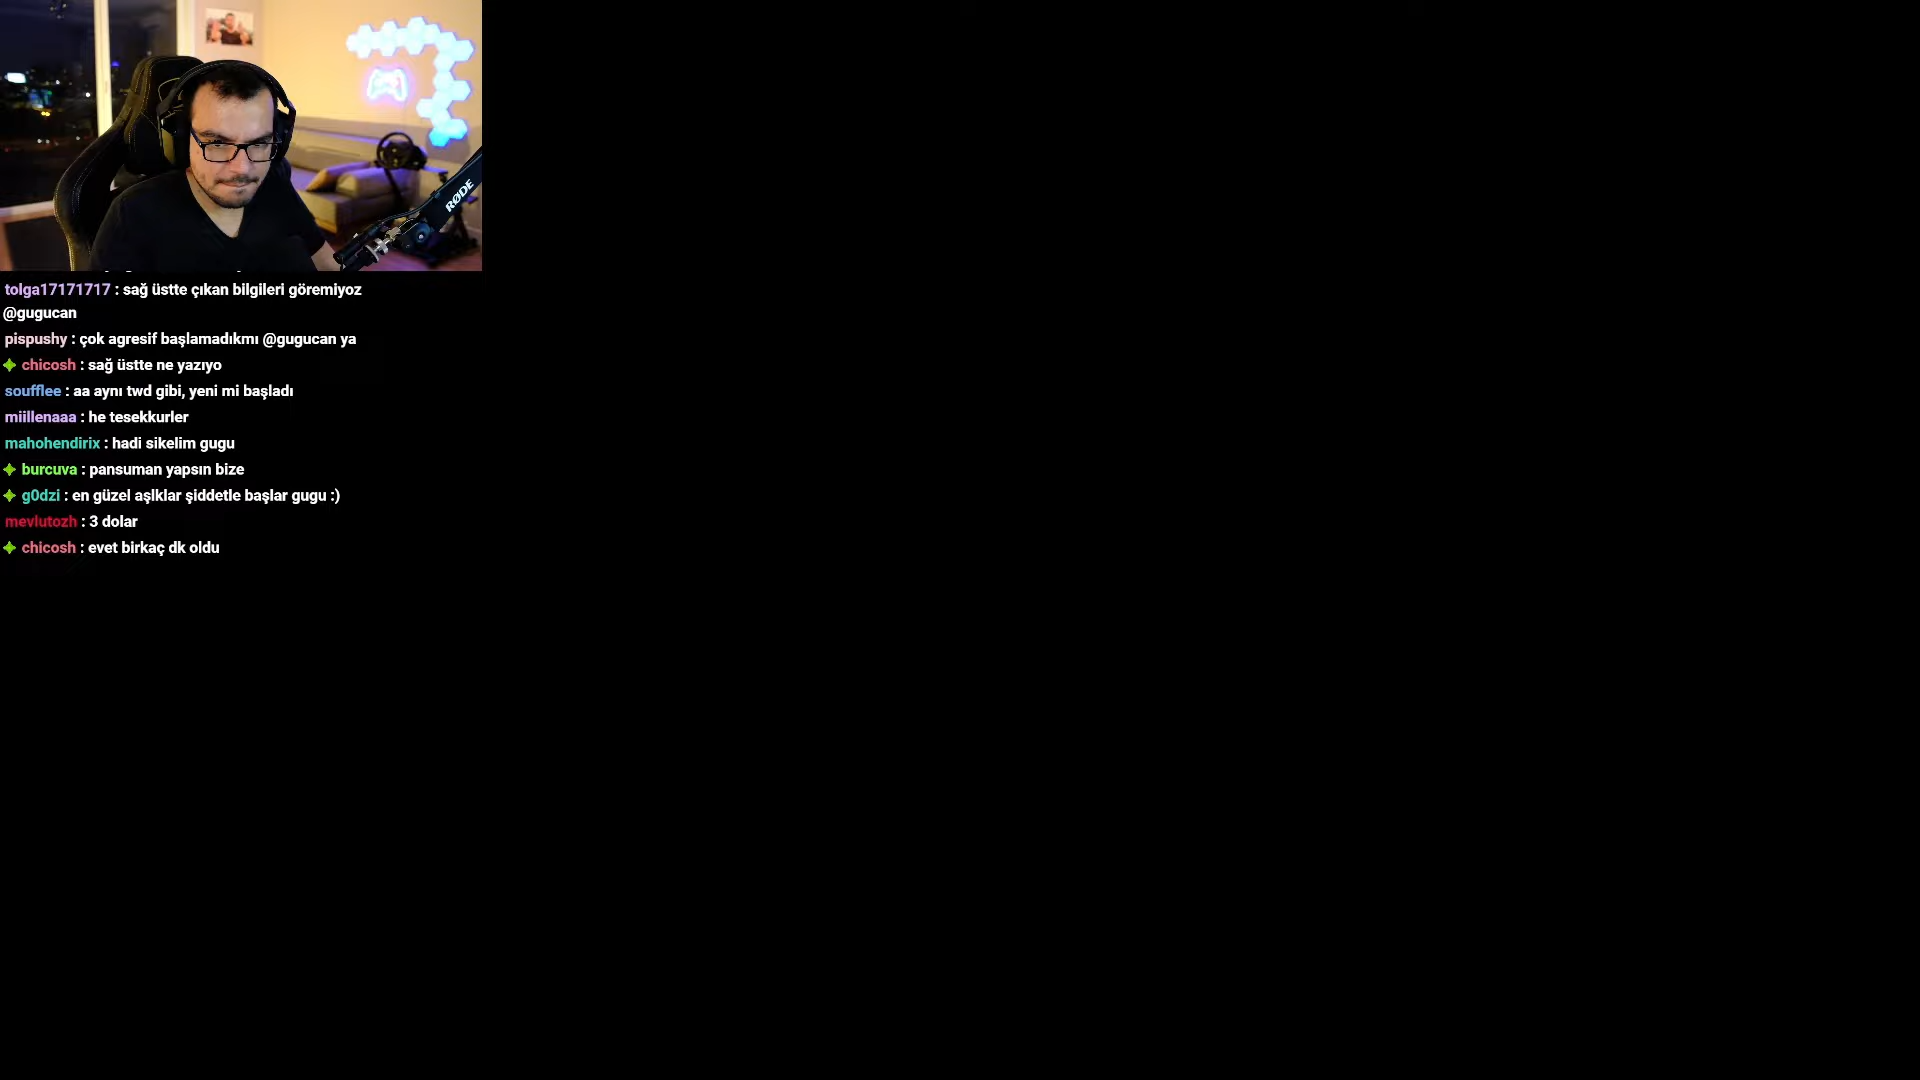 RØDE
tolga17171717 : sağ üstte çıkan bilgileri göremiyoz
@gugucan
pispushy : çok agresif başlamadıkmı @gugucan ya
chicosh : sağ üstte ne yazıyo
soufflee : aa aynı twd gibi, yeni mi başladı
miillenaaa : he tesekkurler
mahohendirix : hadi sikelim gugu
burcuva : pansuman yapsın bize
g0dzi : en güzel aşlklar şiddetle başlar gugu :)
mevlutozh : 3 dolar
chicosh : evet birkaç dk oldu